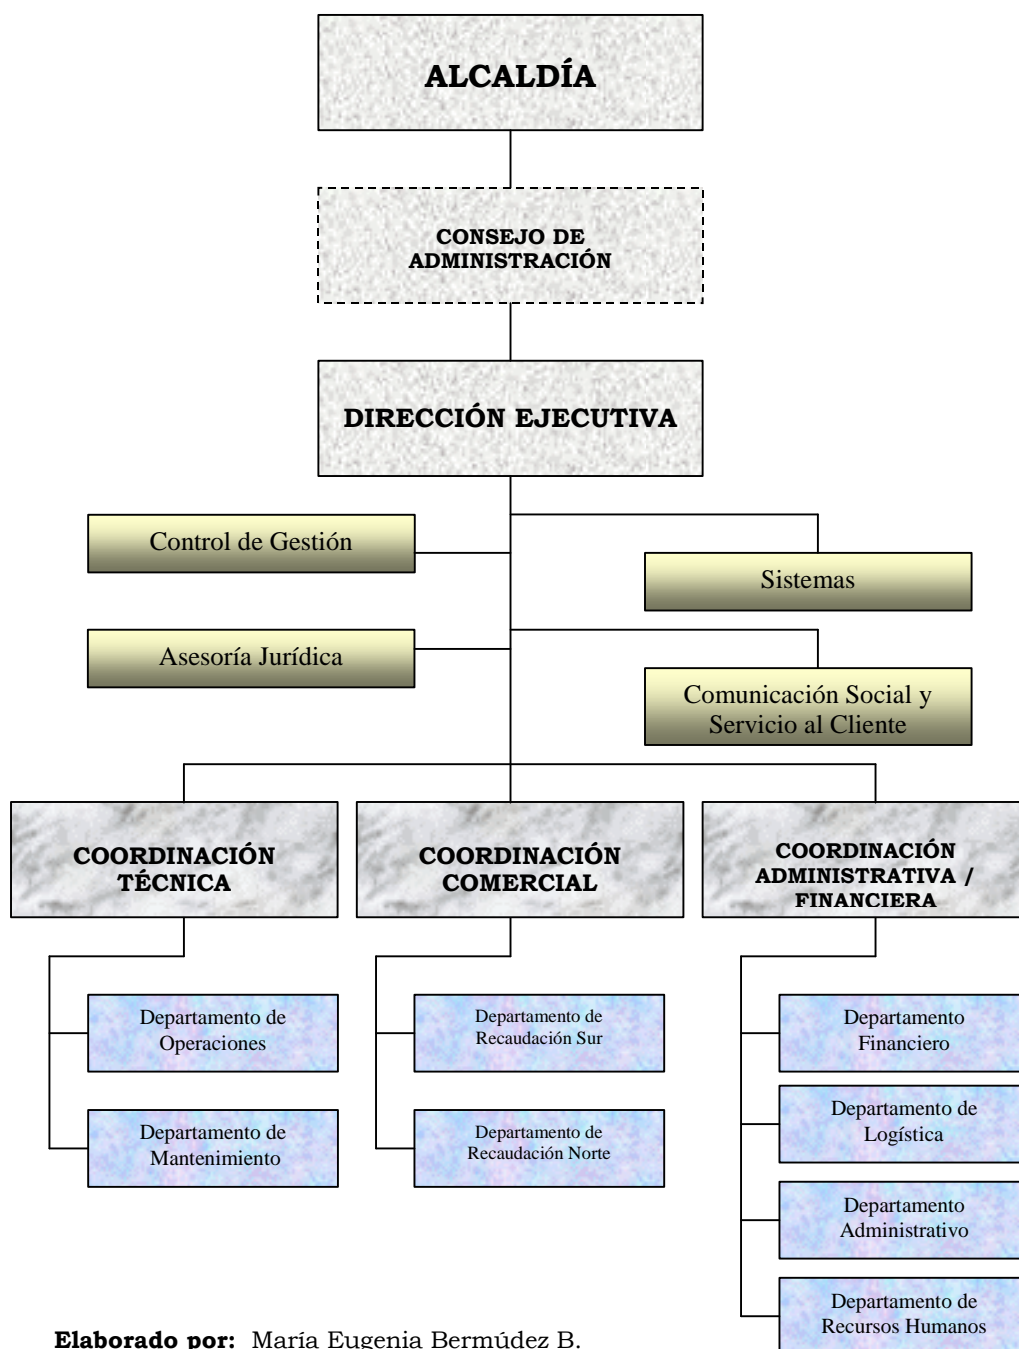 ALCALDÍA
CONSEJO DE
ADMINISTRACIÓN
DIRECCIÓN EJECUTIVA
Control de Gestión
Sistemas
Asesoría Jurídica
Comunicación Social y
Servicio al Cliente
COORDINACIÓN
TÉCNICA
COORDINACIÓN
COMERCIAL
COORDINACIÓN
ADMINISTRATIVA /
FINANCIERA
Departamento de
Operaciones
Departamento de
Mantenimiento
Departamento de
Recaudación Sur
Departamento de
Recaudación Norte
Departamento
Financiero
Departamento de
Logística
Departamento
Administrativo
Departamento de
Recursos Humanos
Elaborado por: María Eugenia Bermúdez B.